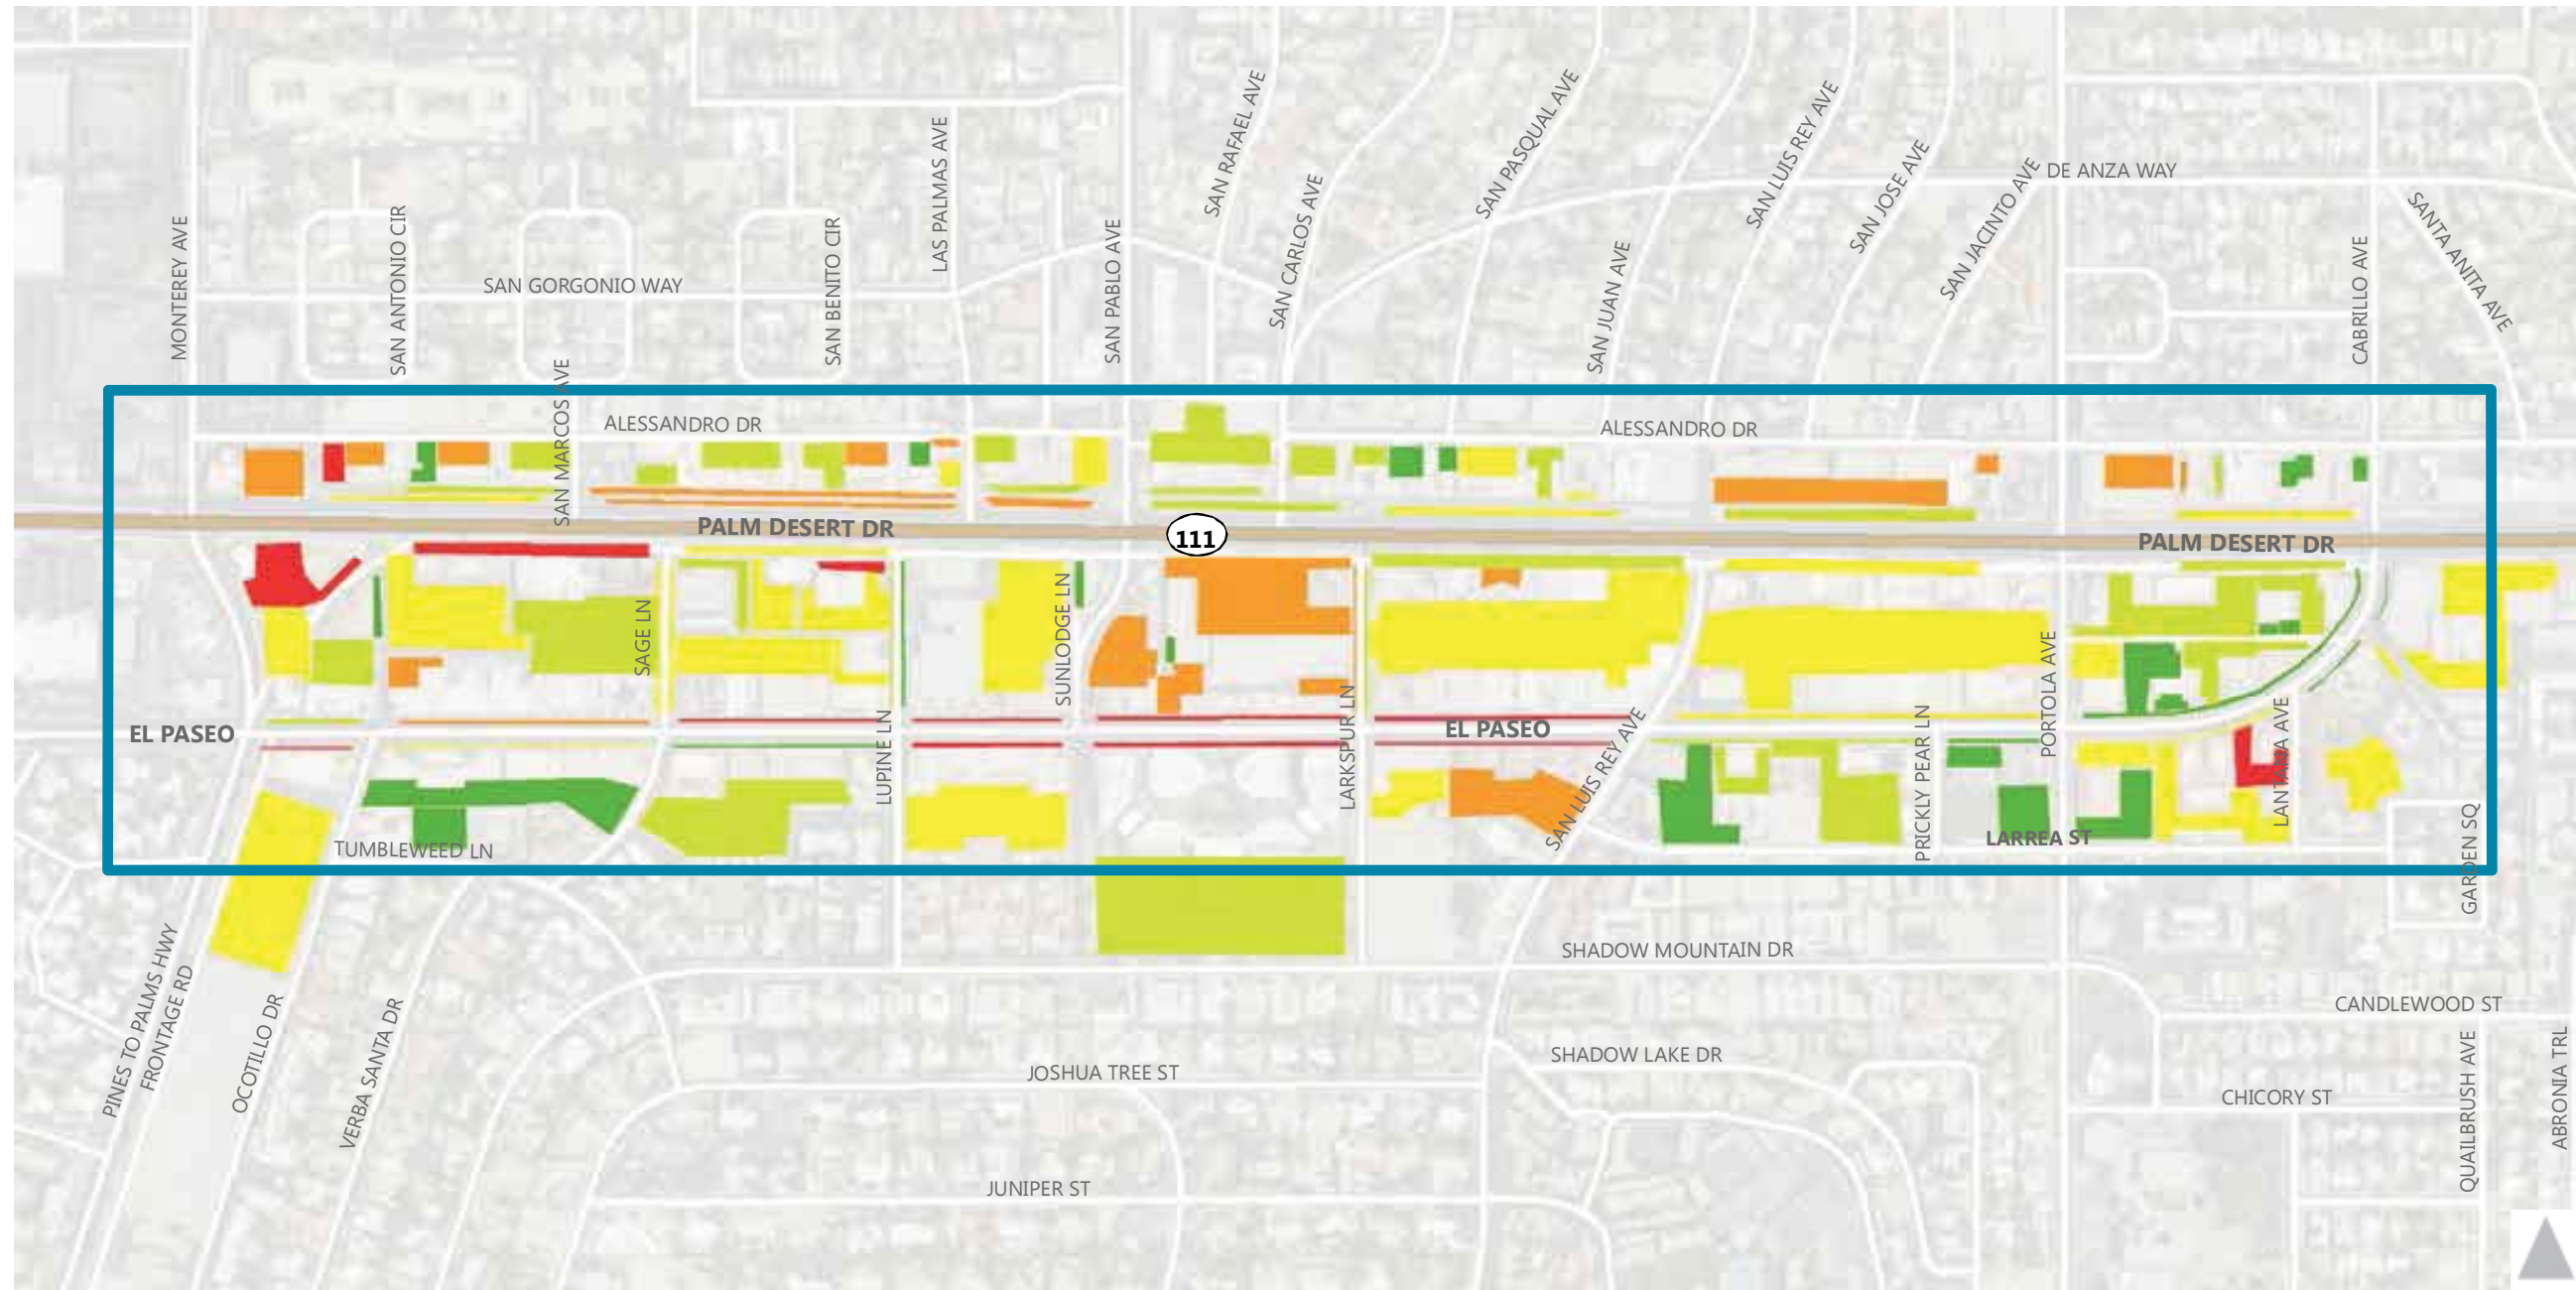 SAN RAFAEL AVE
SAN PASQUAL AVE
SAN LUIS REY AVE
SAN JOSE AVE
SAN JACINTO AVE
DE ANZA WAY
LAS PALMAS AVE
SAN CARLOS AVE
SANTA ANITA AVE
MONTEREY AVE
SAN ANTONIO CIR
SAN GORGONIO WAY
SAN BENITO CIR
SAN PABLO AVE
SAN JUAN AVE
CABRILLO AVE
SAN MARCOS AVE
ALESSANDRO DR
ALESSANDRO DR
PALM DESERT DR
111
PALM DESERT DR
SAGE LN
SUNLODGE LN
PORTOLA AVE
EL PASEO
LUPINE LN
LARKSPUR LN
EL PASEO
SAN LUIS REY AVE
PRICKLY PEAR LN
LANTANA AVE
TUMBLEWEED LN
LARREA ST
GARDEN SQ
PINES TO PALMS HWY
FRONTAGE RD
OCOTILLO DR
VERBA SANTA DR
SHADOW MOUNTAIN DR
CANDLEWOOD ST
SHADOW LAKE DR
JOSHUA TREE ST
CHICORY ST
QUAILBRUSH AVE
ABRONIA TRL
JUNIPER ST